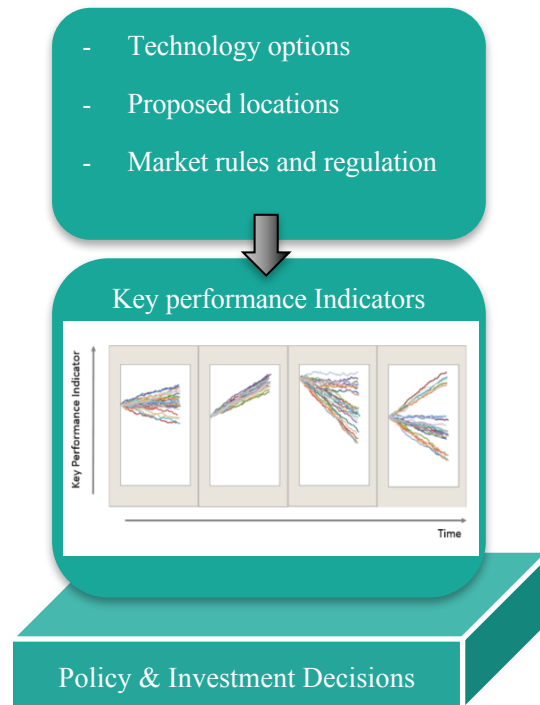 - Technology options
- Proposed locations
- Market rules and regulation
Key performance Indicators
Key Performance Indicator
Time
Policy & Investment Decisions